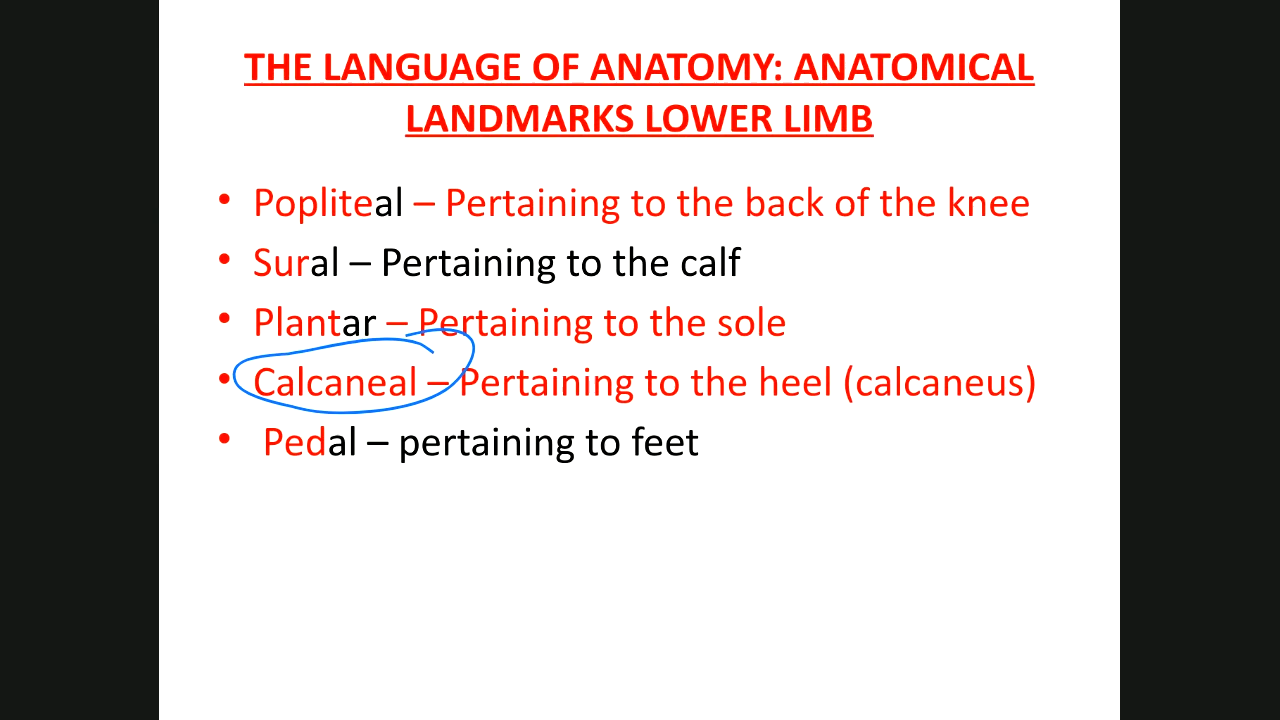 THE LANGUAGE OF ANATOMY: ANATOMICAL
LANDMARKS LOWER LIMB
• Popliteal – Pertaining to the back of the knee
• Sural – Pertaining to the calf
• Plantar – Pertaining to the sole
• Calcaneal – Pertaining to the heel (calcaneus)
• Pedal – pertaining to feet